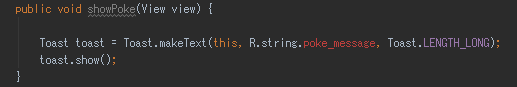 public void showPoke(View view) {
Toast toast = Toast.makeText(this, R.string.poke_message, Toast.LENGTH_LONG);
toast.show();
}